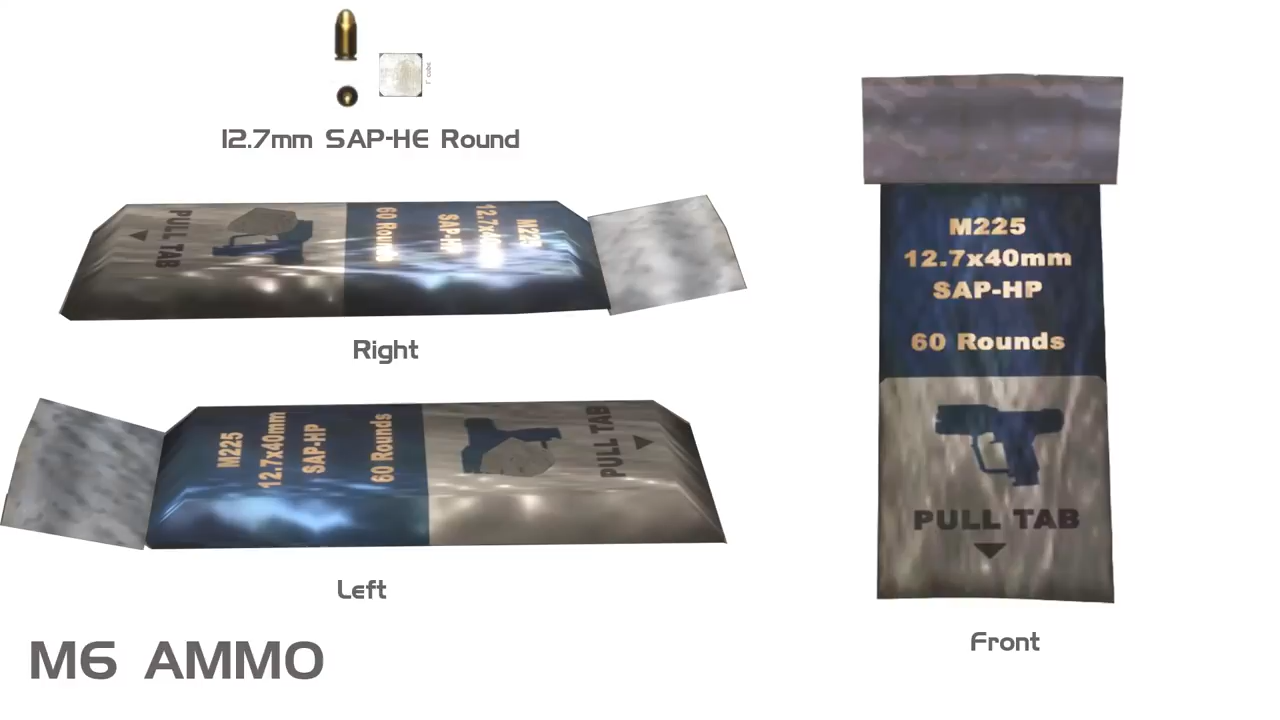 12.7mm SAP-HE Round
PULL TAB
60 Rounds
SAP-HP
12.7x40mm
M225
Right
M225
12.7x40mm
SAP-HP
60 Rounds
PULL TAB
Left
M6 AMMO
M225
12.7x40mm
SAP-HP
60 Rounds
PULL TAB
Front